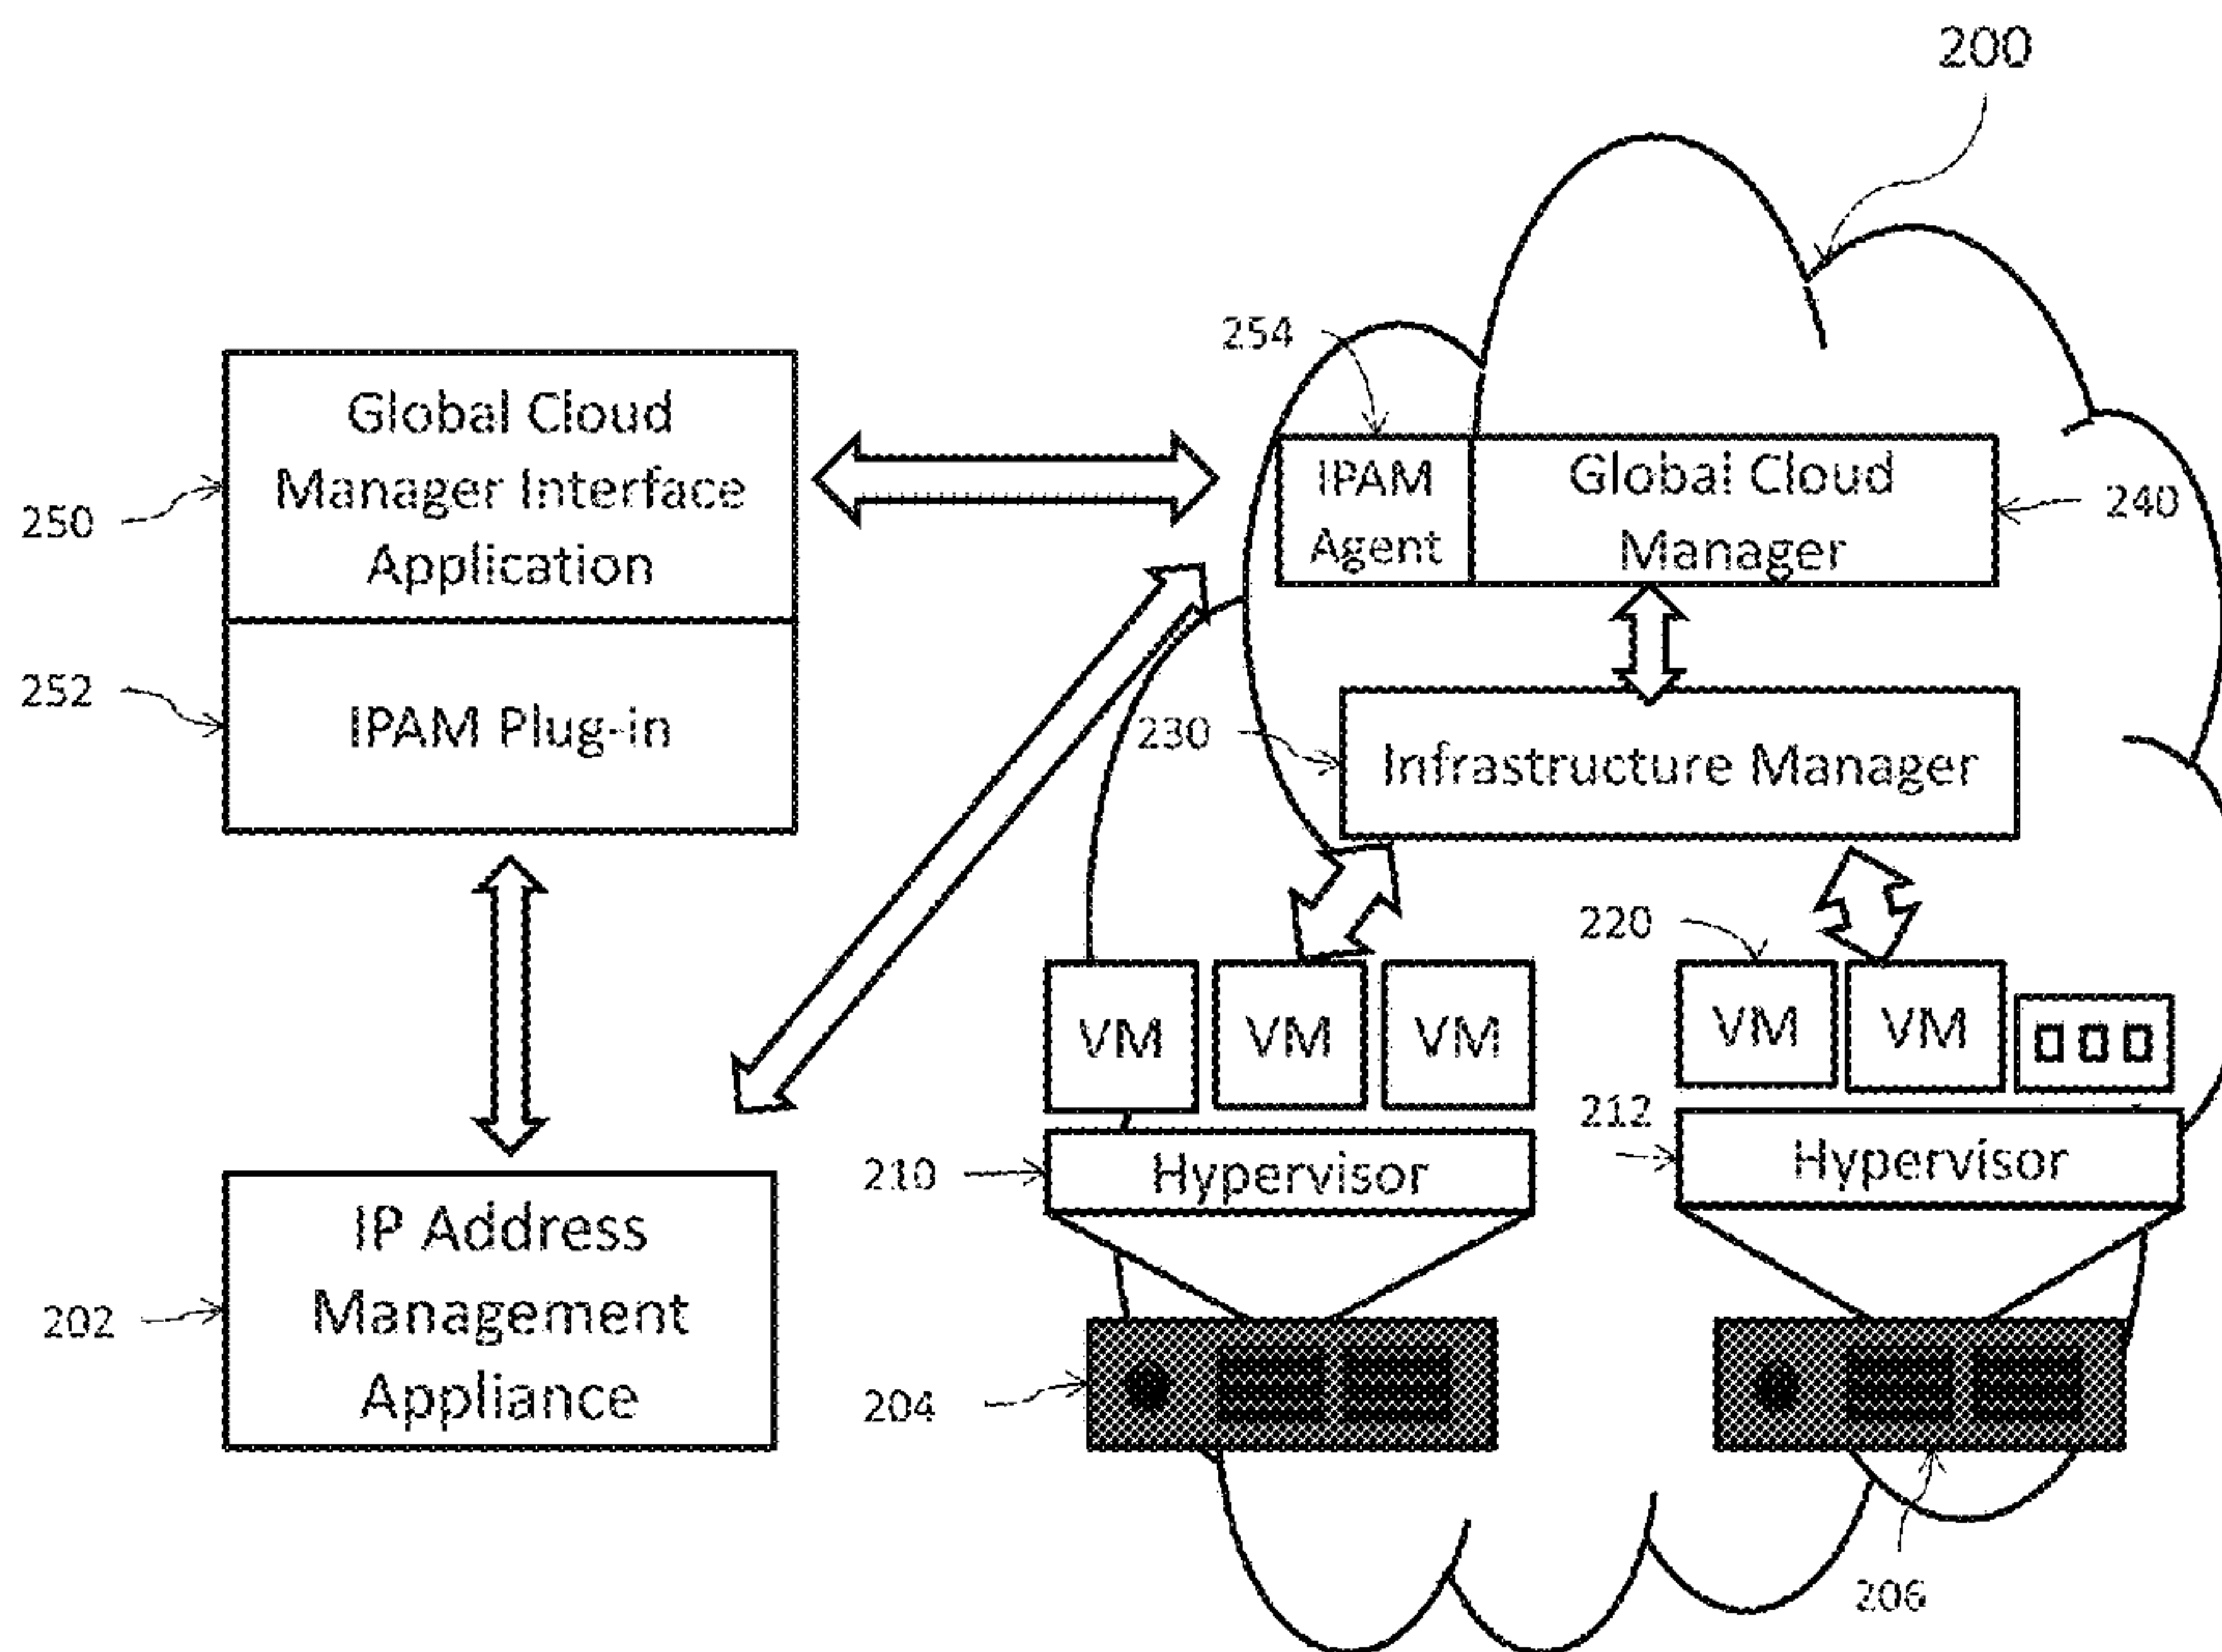 200
254
Global Cloud
Manager Interface
Application
250
IPAM
Agent
Global Cloud
Manager
240
252
IPAM Plug-in
230
Infrastructure Manager
220
VM
VM
VM
VM
VM
212
210
Hypervisor
Hypervisor
IP Address
Management
Appliance
202
204
206